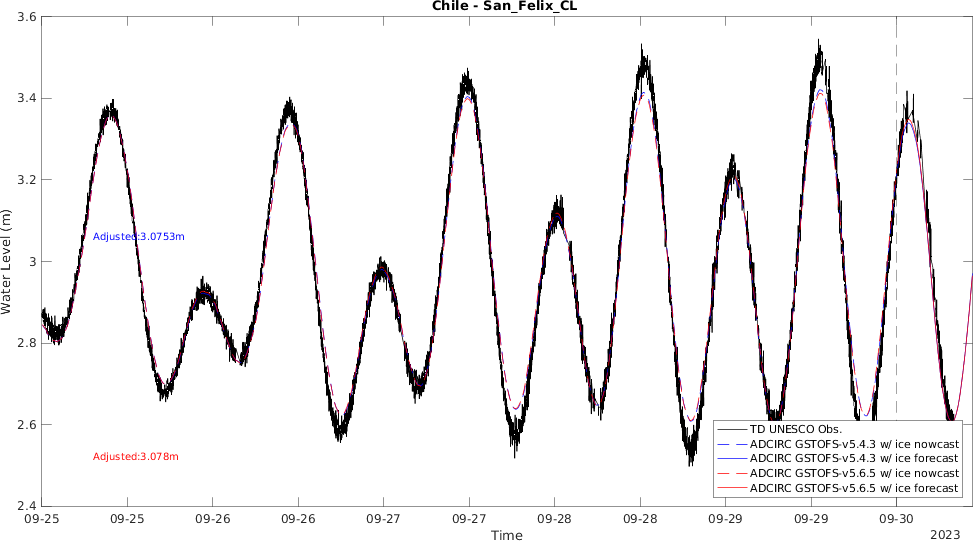 Chile - San_Felix_CL
3.6
3.4
3.2
3
2.8
2.6
2.4
Water Level (m)
Adjusted:3.0753m
Adjusted:3.078m
TD UNESCO Obs.
ADCIRC GSTOFS-v5.4.3 w/ ice nowcast
ADCIRC GSTOFS-v5.4.3 w/ ice forecast
ADCIRC GSTOFS-v5.6.5 w/ ice nowcast
ADCIRC GSTOFS-v5.6.5 w/ ice forecast
09-25 09-25 09-26 09-26 09-27 09-27 09-28 09-28 09-29 09-29 09-30
Time
2023